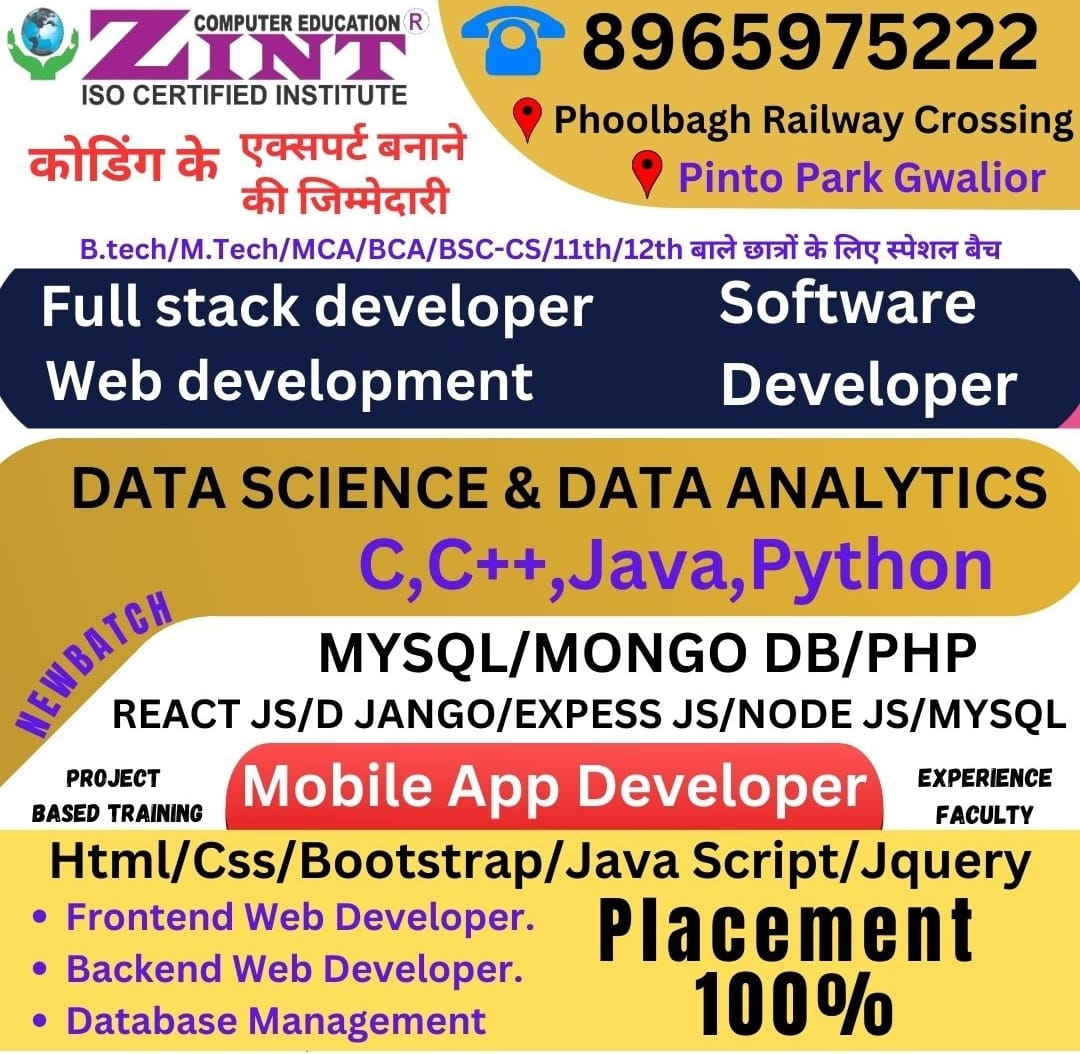 COMPUTER EDUCATION ®
ZINT
ISO CERTIFIED INSTITUTE
8965975222
Phoolbagh Railway Crossing
Pinto Park Gwalior
कोडिंग के एक्सपर्ट बनाने
की जिम्मेदारी
B.tech/M.Tech/MCA/BCA/BSC-CS/11th/12th बाले छात्रों के लिए स्पेशल बैच
Full stack developer
Web development
Software
Developer
DATA SCIENCE & DATA ANALYTICS
C,C++,Java,Python
NEWBATCH
MYSQL/MONGO DB/PHP
REACT JS/D JANGO/EXPESS JS/NODE JS/MYSQL
PROJECT
BASED TRAINING
Mobile App Developer
EXPERIENCE
FACULTY
Html/Css/Bootstrap/Java Script/Jquery
• Frontend Web Developer.
• Backend Web Developer.
• Database Management
Placement
100%